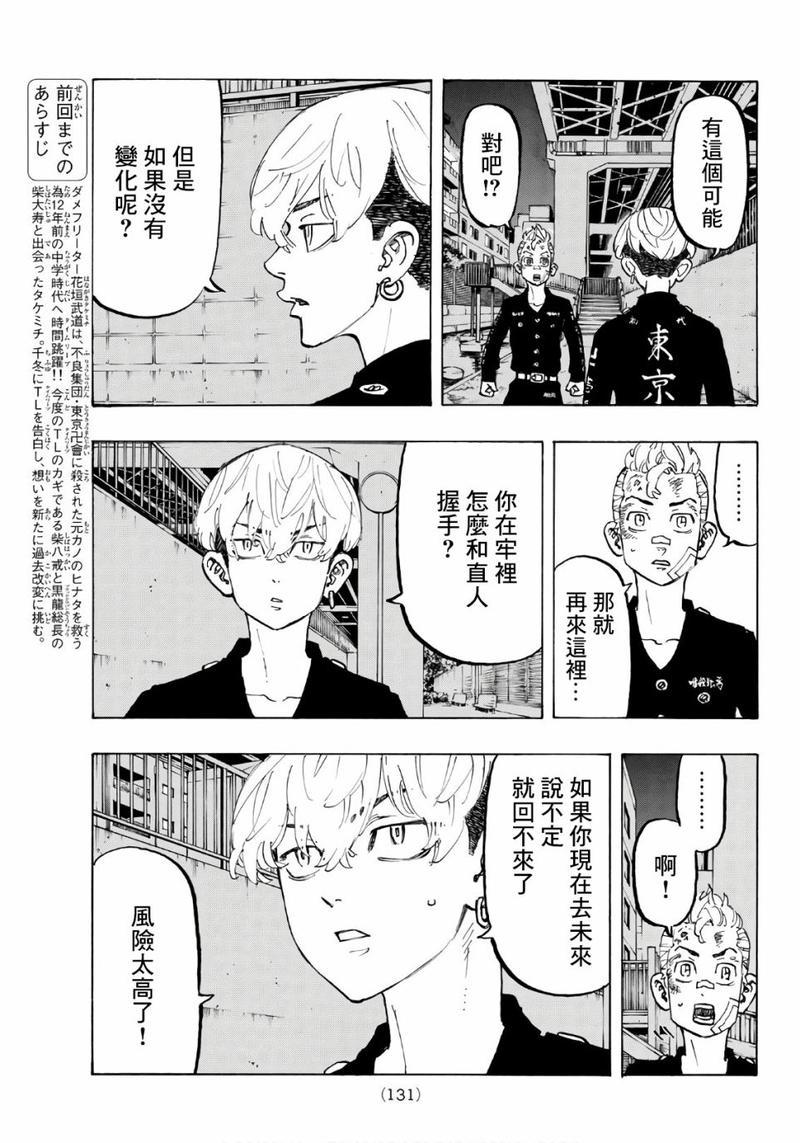 有這個可能
對吧!?
東京
但是
如果沒有
變化呢?
那就
再來這裡…
你在牢裡
怎麼和直人
握手?
………
………
啊!
如果你現在去未來
說不定
就回不來了
風險太高了!
前回までの
あらすじ
ダメフリーター花垣武道は、不良集団・東京卍會に殺された元カノのヒナタを救う
為12年前の中学時代へ時間跳躍!! 今度のTLのカギである柴八戒と黒龍総長の
柴大寿と出会ったタケミチ。千冬にTLを告白し、想いを新たに過去改変に挑む。
(131)